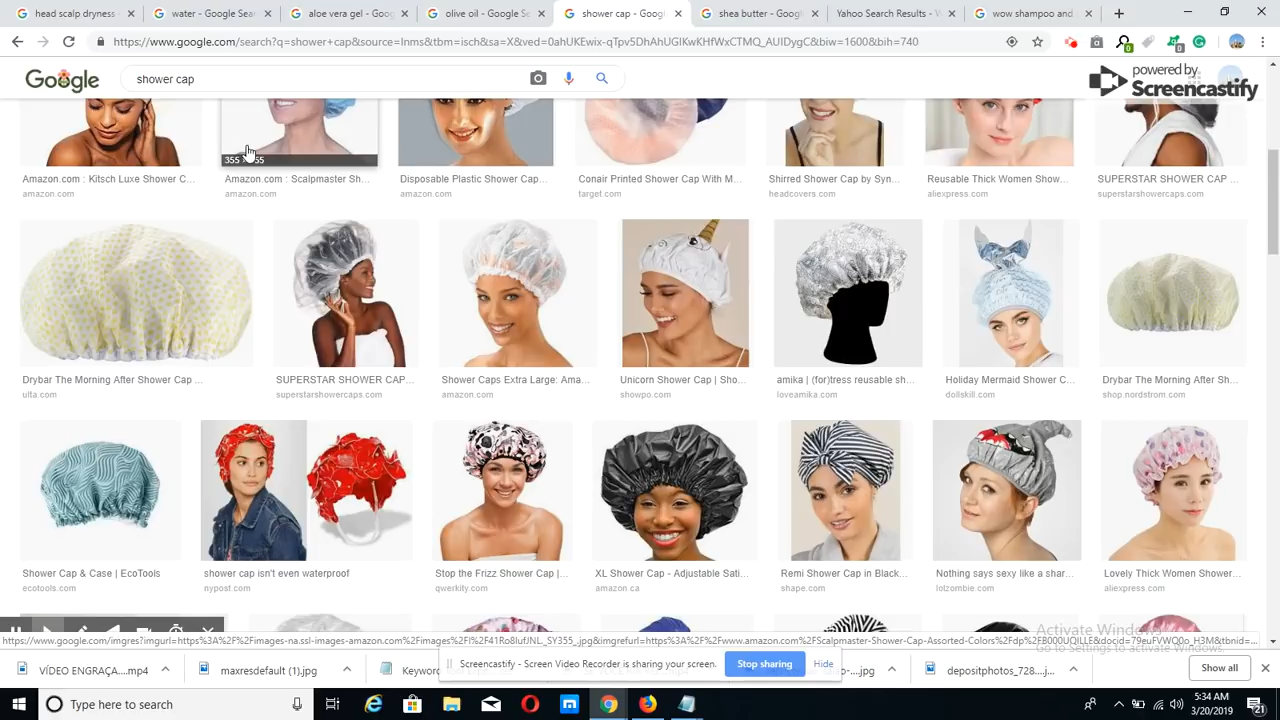 head scal dryness -
water - Google Sear
aloe vera gel - Goog
olive oil - Google Se
shower cap - Googl
shea butter - Google
Yahoo Search Results - W
wow shampoo and
https://www.google.com/search?q=shower+cap&source=lnms&tbm=isch&sa=X&ved=0ahUKEwix-qTpv5DhAhUGIKwKHfWxCTMQ_AUIDygC&biw=1600&bih=740
Google
shower cap
powered by
Screencastify
Amazon.com : Kitsch Luxe Shower C...
Amazon.com : Scalpmaster Sh...
Disposable Plastic Shower Cap...
Conair Printed Shower Cap With M...
Shirred Shower Cap by Syn...
Reusable Thick Women Show...
SUPERSTAR SHOWER CAP ...
amazon.com
amazon.com
amazon.com
target.com
headcovers.com
aliexpress.com
superstarshowercaps.com
Drybar The Morning After Shower Cap ...
SUPERSTAR SHOWER CAP...
Shower Caps Extra Large: Ama...
Unicorn Shower Cap | Sho...
amika | (for)tress reusable sh...
Holiday Mermaid Shower C...
Drybar The Morning After Sh...
ulta.com
superstarshowercaps.com
amazon.com
showpo.com
loveamika.com
dollskill.com
shop.nordstrom.com
Shower Cap & Case | EcoTools
shower cap isn't even waterproof
Stop the Frizz Shower Cap |...
XL Shower Cap - Adjustable Sati...
Remi Shower Cap in Black...
Nothing says sexy like a shar...
Lovely Thick Women Shower...
ecotools.com
nypost.com
qwerkity.com
amazon.ca
shape.com
lolzombie.com
aliexpress.com
Activate Windows
Go to Settings to activate Windows.
VÍDEO ENGRAÇA....mp4
maxresdefault (1).jpg
Keyword
Screencastify - Screen Video Recorder is sharing your screen.
Stop sharing
Hide
depositphotos_728....jpg
Show all
Type here to search
5:34 AM
3/20/2019
21